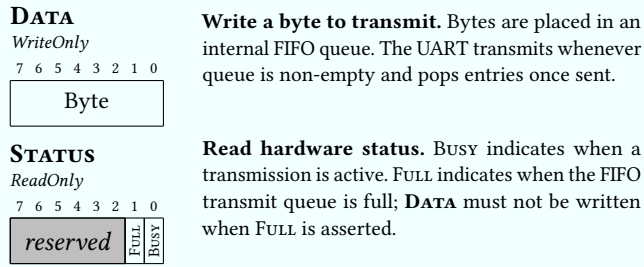 DATA
WriteOnly
7 6 5 4 3 2 1 0
Byte
Write a byte to transmit. Bytes are placed in an
internal FIFO queue. The UART transmits whenever
queue is non-empty and pops entries once sent.
STATUS
ReadOnly
7 6 5 4 3 2 1 0
reserved FULL BUSY
Read hardware status. BUSY indicates when a
transmission is active. FULL indicates when the FIFO
transmit queue is full; DATA must not be written
when FULL is asserted.